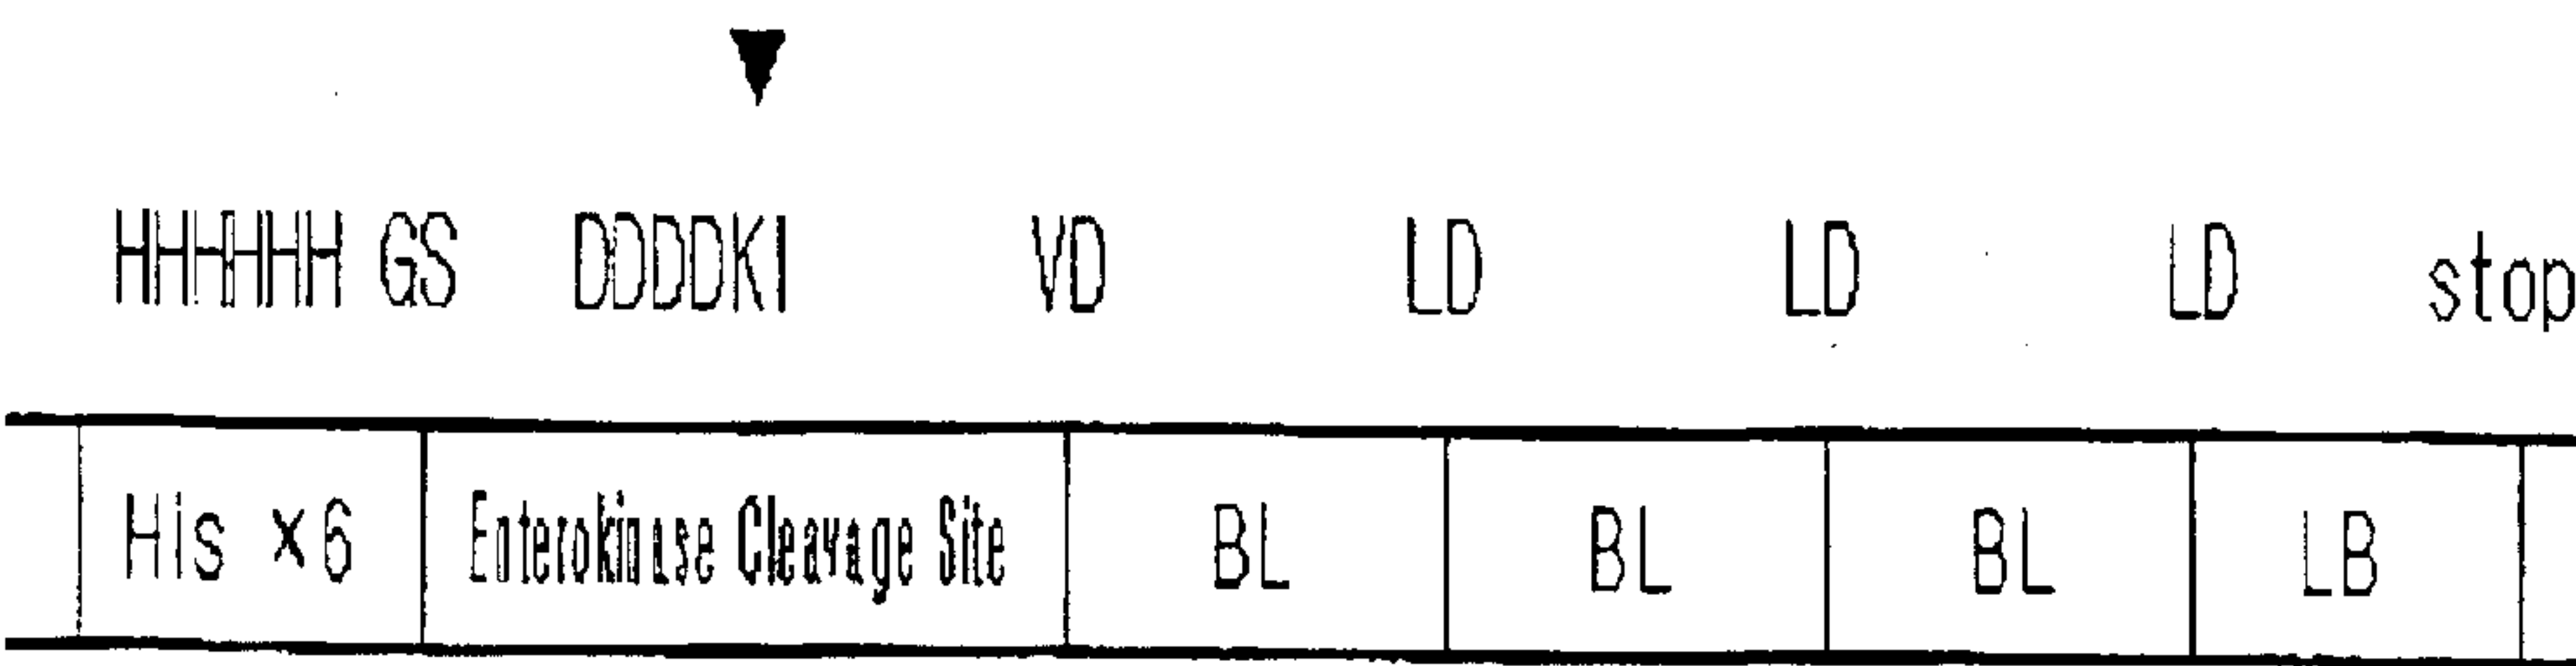 HHHHHH GS DDDDKI VD LD LD LD stop
His ×6 Enterokinase Cleavage Site BL BL BL LB